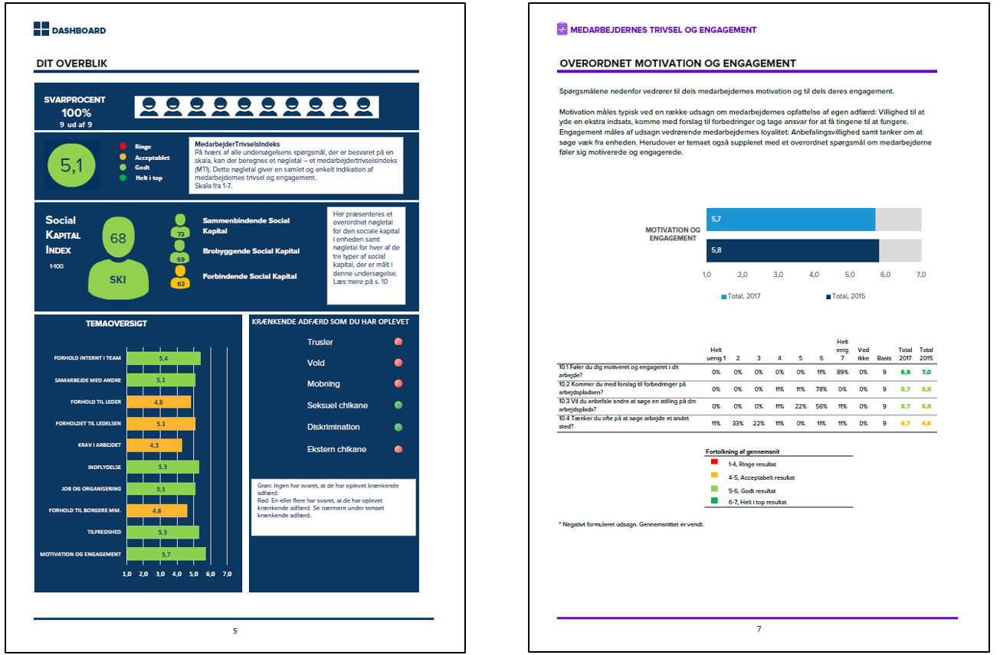 DASHBOARD
DIT OVERBLIK
SVARPROCENT
100%
9 ud af 9
5,1
Ringe
Acceptablet
Godt
Helt i top
MedarbejderTrivselsIndeks
På tværs af alle undersøgelsens spørgsmål, der er besvaret på en
skala, kan der beregnes et nøgletal – et medarbejdertrivselsindeks
(MTI). Dette nøgletal giver en samlet og enkelt indikation af
medarbejdernes trivsel og engagement.
Skala fra 1-7.
Social
KAPITAL
INDEX
1-100
68
SKI
73
Sammenbindende Social
Kapital
69
Brobyggende Social Kapital
63
Forbindende Social Kapital
Her præsenteres et
overordnet nøgletal
for den sociale kapital
i enheden samt
nøgletal for hver af de
tre typer af social
kapital, der er målt i
denne undersøgelse.
Læs mere på s. 10
TEMAOVERSIGT
FORHOLD INTERNT I TEAM 5,4
SAMARBEJDE MED ANDRE 5,1
FORHOLD TIL LEDER 4,8
FORHOLDET TIL LEDELSEN 5,1
KRAV I ARBEJDET 4,3
INDFLYDELSE 5,3
JOB OG ORGANISERING 5,1
FORHOLD TIL BORGERE MM. 4,6
TILFREDSHED 5,3
MOTIVATION OG ENGAGEMENT 5,7
1,0 2,0 3,0 4,0 5,0 6,0 7,0
KRÆNKENDE ADFÆRD SOM DU HAR OPLEVET
Trusler
Vold
Mobning
Seksuel chikane
Diskrimination
Ekstern chikane
Grøn: Ingen har svaret, at de har oplevet krænkende
adfærd.
Rød: En eller flere har svaret, at de har oplevet
krænkende adfærd. Se nærmere under temaet
krænkende adfærd.
5
MEDARBEJDERNES TRIVSEL OG ENGAGEMENT
OVERORDNET MOTIVATION OG ENGAGEMENT
Spørgsmålene nedenfor vedrører til dels medarbejdernes motivation og til dels deres engagement.
Motivation måles typisk ved en række udsagn om medarbejdernes opfattelse af egen adfærd: Villighed til at
yde en ekstra indsats, komme med forslag til forbedringer og tage ansvar for at få tingene til at fungere.
Engagement måles af udsagn vedrørende medarbejdernes loyalitet: Anbefalingsvillighed samt tanker om at
søge væk fra enheden. Herudover er temaet også suppleret med et overordnet spørgsmål om medarbejderne
føler sig motiverede og engagerede.
MOTIVATION OG
ENGAGEMENT
5,7
5,8
1,0 2,0 3,0 4,0 5,0 6,0 7,0
Total, 2017 Total, 2015
Helt
uenig 1 2 3 4 5 6 Helt
enig
7 Ved
ikke Basis Total
2017 Total
2015
10.1 Føler du dig motiveret og engageret i dit
arbejde? 0% 0% 0% 0% 0% 11% 89% 0% 9 6,9 7,0
10.2 Kommer du med forslag til forbedringer på
arbejdspladsen? 0% 0% 0% 11% 11% 78% 0% 0% 9 5,7 5,8
10.3 Vil du anbefale andre at søge en stilling på din
arbejdsplads? 0% 0% 0% 11% 22% 56% 11% 0% 9 5,7 5,8
10.4 Tænker du ofte på at søge arbejde et andet
sted? 11% 33% 22% 11% 0% 11% 11% 0% 9 4,7 4,8
Fortolkning af gennemsnit
1-4, Ringe resultat
4-5, Acceptabelt resultat
5-6, Godt resultat
6-7, Helt i top resultat
* Negativt formuleret udsagn. Gennemsnittet er vendt.
7